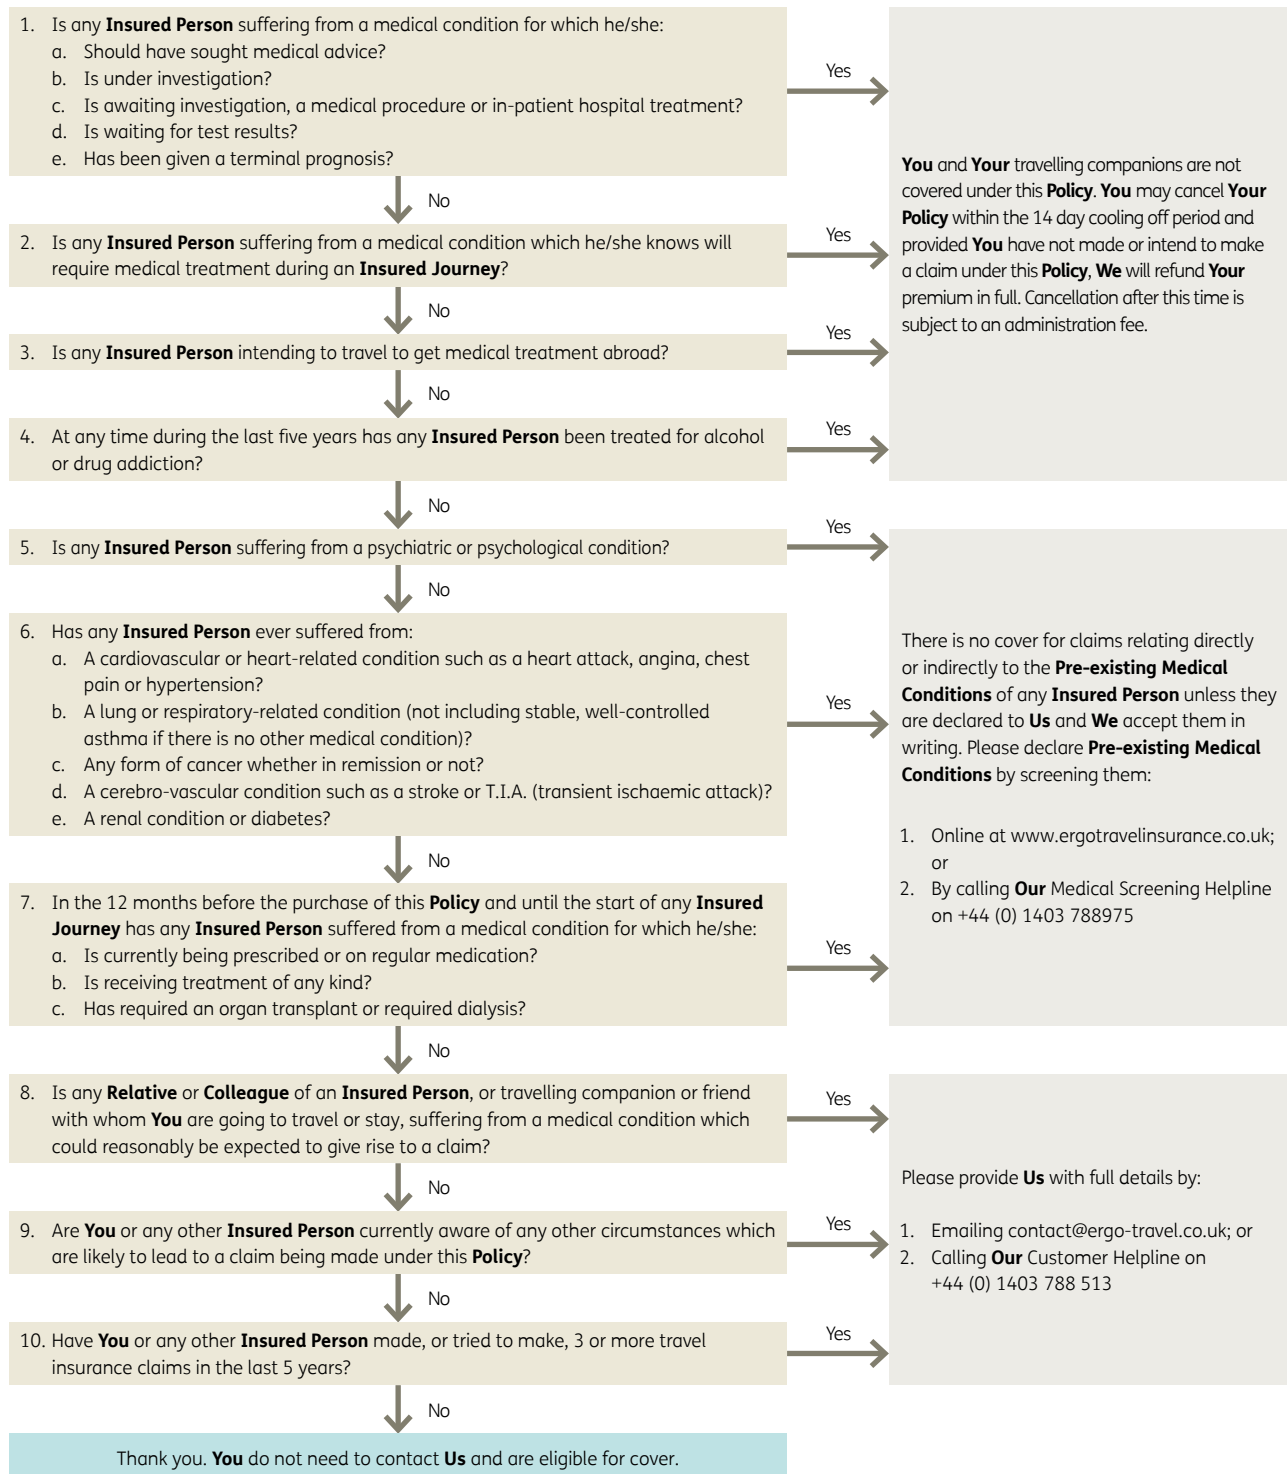 1. Is any Insured Person suffering from a medical condition for which he/she:
a. Should have sought medical advice?
b. Is under investigation?
c. Is awaiting investigation, a medical procedure or in-patient hospital treatment?
d. Is waiting for test results?
e. Has been given a terminal prognosis?
Yes
No
2. Is any Insured Person suffering from a medical condition which he/she knows will
require medical treatment during an Insured Journey?
Yes
No
3. Is any Insured Person intending to travel to get medical treatment abroad?
Yes
No
4. At any time during the last five years has any Insured Person been treated for alcohol
or drug addiction?
Yes
No
You and Your travelling companions are not
covered under this Policy. You may cancel Your
Policy within the 14 day cooling off period and
provided You have not made or intend to make
a claim under this Policy, We will refund Your
premium in full. Cancellation after this time is
subject to an administration fee.
5. Is any Insured Person suffering from a psychiatric or psychological condition?
Yes
No
6. Has any Insured Person ever suffered from:
a. A cardiovascular or heart-related condition such as a heart attack, angina, chest
pain or hypertension?
b. A lung or respiratory-related condition (not including stable, well-controlled
asthma if there is no other medical condition)?
c. Any form of cancer whether in remission or not?
d. A cerebro-vascular condition such as a stroke or T.I.A. (transient ischaemic attack)?
e. A renal condition or diabetes?
Yes
No
7. In the 12 months before the purchase of this Policy and until the start of any Insured
Journey has any Insured Person suffered from a medical condition for which he/she:
a. Is currently being prescribed or on regular medication?
b. Is receiving treatment of any kind?
c. Has required an organ transplant or required dialysis?
Yes
No
There is no cover for claims relating directly
or indirectly to the Pre-existing Medical
Conditions of any Insured Person unless they
are declared to Us and We accept them in
writing. Please declare Pre-existing Medical
Conditions by screening them:
1. Online at www.ergotravelinsurance.co.uk;
or
2. By calling Our Medical Screening Helpline
on +44 (0) 1403 788975
8. Is any Relative or Colleague of an Insured Person, or travelling companion or friend
with whom You are going to travel or stay, suffering from a medical condition which
could reasonably be expected to give rise to a claim?
Yes
No
9. Are You or any other Insured Person currently aware of any other circumstances which
are likely to lead to a claim being made under this Policy?
Yes
No
10. Have You or any other Insured Person made, or tried to make, 3 or more travel
insurance claims in the last 5 years?
Yes
No
Please provide Us with full details by:
1. Emailing contact@ergo-travel.co.uk; or
2. Calling Our Customer Helpline on
+44 (0) 1403 788 513
Thank you. You do not need to contact Us and are eligible for cover.